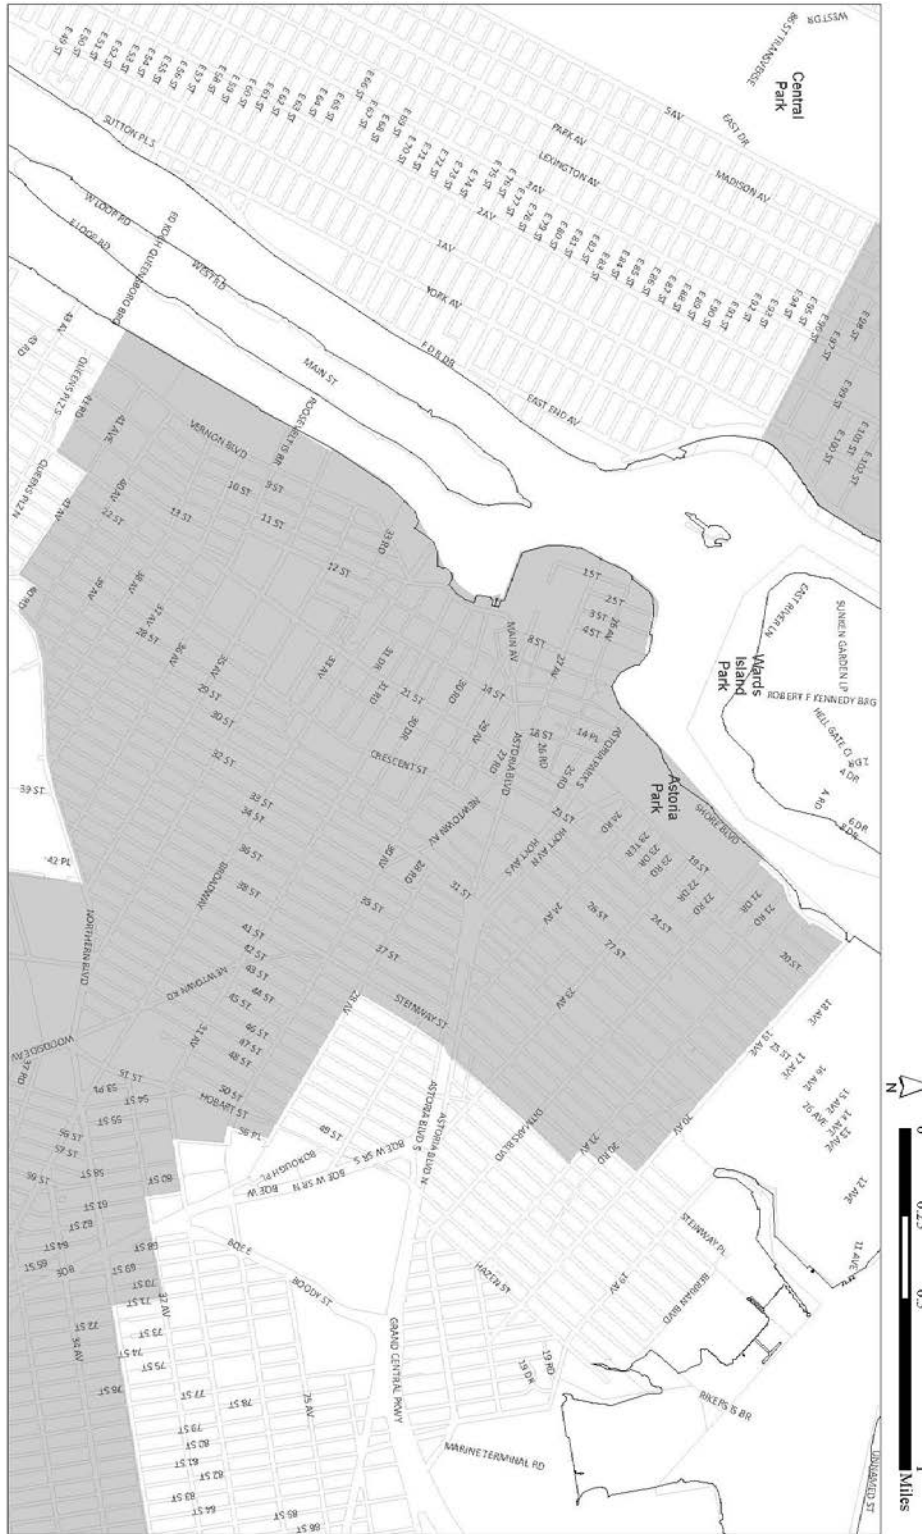 WEST DR
86 ST TRANSVERSE
Central
Park
EAST DR
5 AV
MADISON AV
PARK AV
LEXINGTON AV
3 AV
2 AV
1 AV
YORK AV
F D R DR
EAST END AV
SUTTON PL S
E 49 ST
E 50 ST
E 51 ST
E 52 ST
E 53 ST
E 54 ST
E 55 ST
E 56 ST
E 57 ST
E 58 ST
E 59 ST
E 60 ST
E 61 ST
E 62 ST
E 63 ST
E 64 ST
E 65 ST
E 66 ST
E 67 ST
E 68 ST
E 69 ST
E 70 ST
E 71 ST
E 72 ST
E 73 ST
E 74 ST
E 75 ST
E 76 ST
E 77 ST
E 78 ST
E 79 ST
E 80 ST
E 81 ST
E 82 ST
E 83 ST
E 84 ST
E 85 ST
E 86 ST
E 87 ST
E 88 ST
E 89 ST
E 90 ST
E 91 ST
E 92 ST
E 93 ST
E 94 ST
E 95 ST
E 96 ST
E 97 ST
E 98 ST
E 99 ST
E 100 ST
E 101 ST
E 102 ST
W LOOP RD
E LOOP RD
WEST RD
MAIN ST
ED KOCH QUEENSBORO BRG
ROOSEVELT IS BR
43 AV
43 RD
QUEENS PLZ S
QUEENS PLZ N
41 RD
41 AVE
41 AV
40 AV
40 RD
39 AV
38 AV
37 AV
36 AV
35 AV
33 AV
33 RD
VERNON BLVD
9 ST
10 ST
11 ST
12 ST
13 ST
22 ST
18 ST
29 ST
30 ST
32 ST
33 ST
34 ST
36 ST
38 ST
41 ST
42 ST
43 ST
44 ST
45 ST
46 ST
47 ST
48 ST
50 ST
39 ST
42 PL
BROADWAY
NORTHERN BLVD
NEWTOWN RD
WOODSIDE AV
37 RD
31 AV
31 DR
31 RD
21 ST
30 DR
30 RD
14 ST
29 AV
27 RD
CRESCENT ST
NEWTOWN AV
30 AV
28 RD
31 ST
35 ST
37 ST
28 AV
STEINWAY ST
1 ST
2 ST
3 ST
4 ST
26 AV
8 ST
27 AV
MAIN AV
18 ST
26 RD
14 PL
25 RD
ASTORIA PARK S
ASTORIA BLVD
23 ST
HOYT AV N
HOYT AV S
24 AV
24 RD
23 TER
23 DR
23 RD
22 DR
22 RD
19 ST
21 DR
21 RD
20 ST
24 ST
26 ST
27 ST
23 AV
SHORE BLVD
Astoria
Park
Wards
Island
Park
EAST RIVER LN
SUNKEN GARDEN LP
ROBERT F KENNEDY BRG
HELL GATE CI
A DR
A RD
6 DR
18 AVE
19 AVE
17 AVE
16 AVE
15 AVE
14 AVE
12 AVE
11 AVE
20 AV
20 RD
21 AV
DITMARS BLVD
ASTORIA BLVD S
ASTORIA BLVD N
HOBART ST
56 PL
49 ST
BOROUGH PL
BQE W SR S
BQE W SR N
BQE W
BQE E
BOODY ST
HAZEN ST
19 AV
STEINWAY PL
BERRIAN BLVD
19 DR
19 RD
RIKERS IS BR
MARINE TERMINAL RD
GRAND CENTRAL PKWY
UNNAMED ST
51 ST
53 PL
54 ST
55 ST
56 ST
57 ST
58 ST
60 ST
61 ST
62 ST
64 ST
65 ST
BQE
68 ST
69 ST
70 ST
71 ST
72 ST
73 ST
74 ST
75 ST
76 ST
77 ST
78 ST
79 ST
80 ST
81 ST
82 ST
83 ST
84 ST
85 ST
86 ST
32 AV
34 AV
25 AV
N
0
0.25
0.5
1
Miles